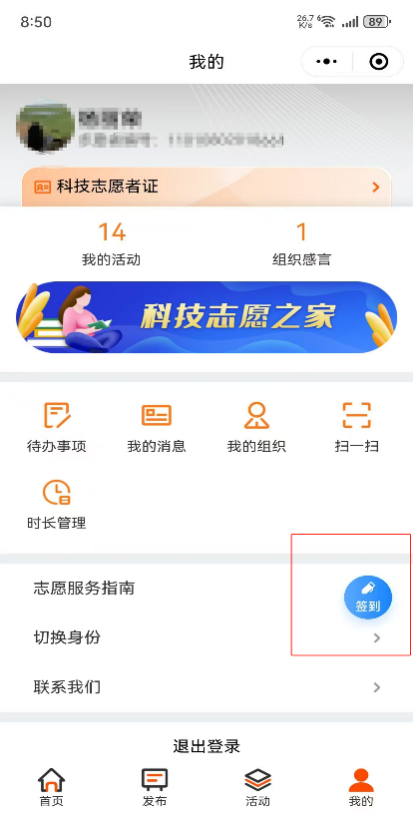 8:50
26.7 K/s
6
89
我的
科技志愿者证
14
1
我的活动
组织感言
科技志愿之家
待办事项
我的消息
我的组织
扫一扫
时长管理
志愿服务指南
签到
切换身份
联系我们
退出登录
首页
发布
活动
我的